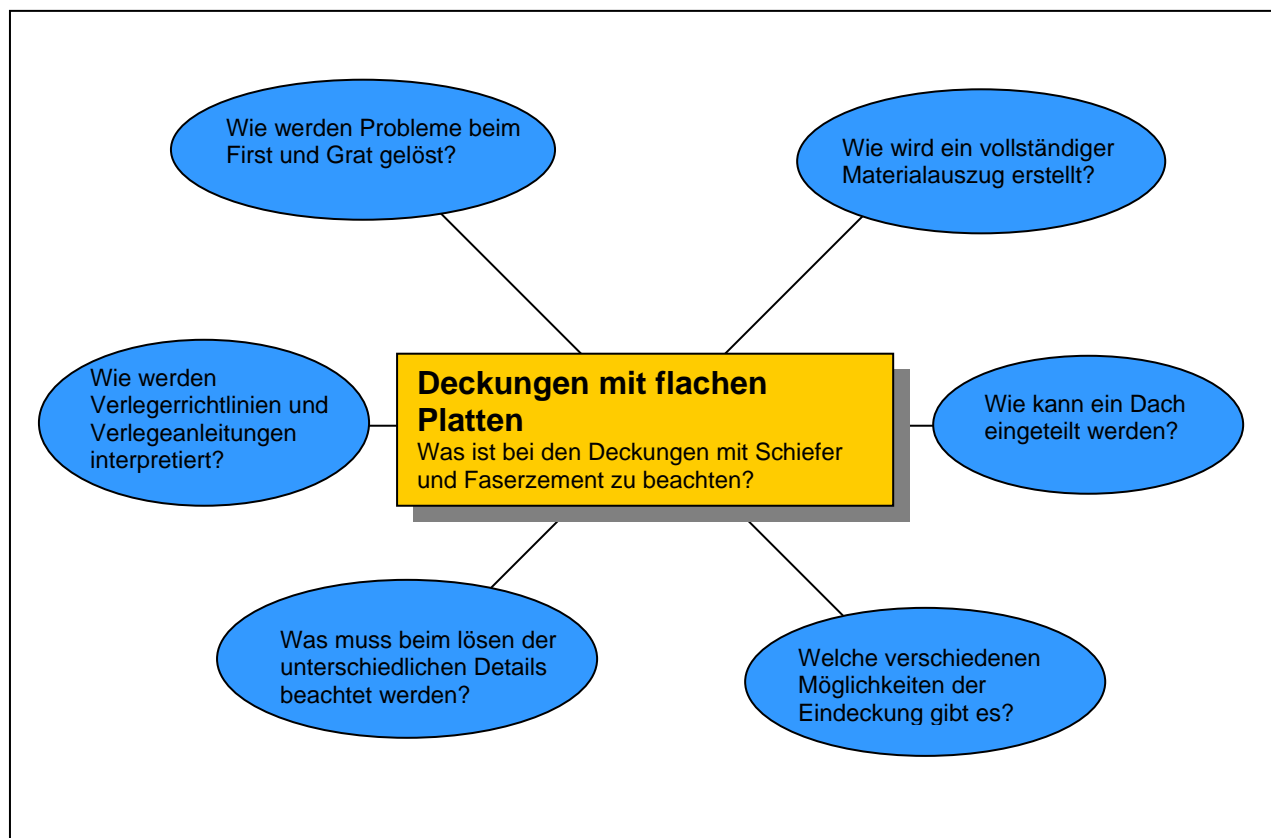 Wie werden Probleme beim
First und Grat gelöst?
Wie wird ein vollständiger
Materialauszug erstellt?
Wie werden
Verlegerrichtlinien und
Verlegeanleitungen
interpretiert?
Deckungen mit flachen
Platten
Was ist bei den Deckungen mit Schiefer
und Faserzement zu beachten?
Wie kann ein Dach
eingeteilt werden?
Was muss beim lösen der
unterschiedlichen Details
beachtet werden?
Welche verschiedenen
Möglichkeiten der
Eindeckung gibt es?